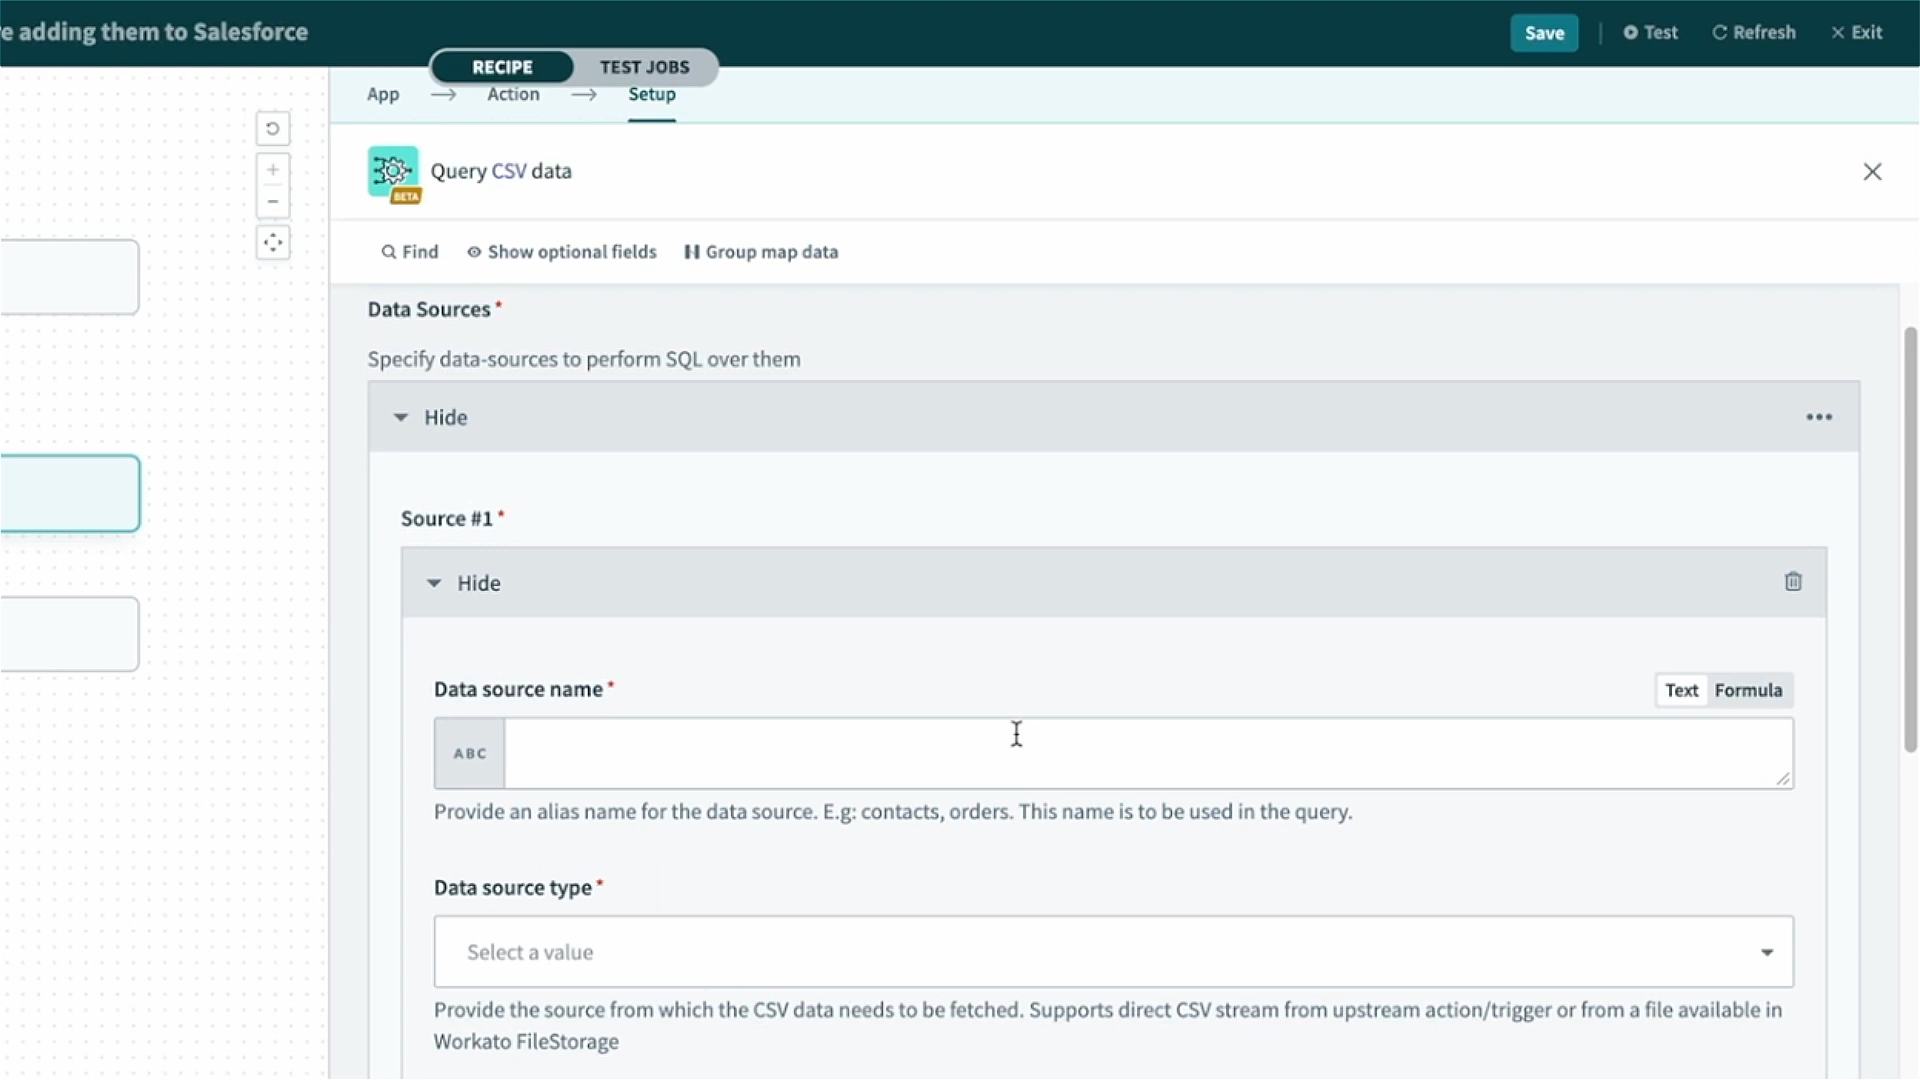 e adding them to Salesforce
Save
Test
Refresh
Exit
RECIPE
TEST JOBS
App
Action
Setup
BETA
Query CSV data
Find
Show optional fields
Group map data
Data Sources *
Specify data-sources to perform SQL over them
Hide
Source #1 *
Hide
Data source name *
Text
Formula
ABC
Provide an alias name for the data source. E.g: contacts, orders. This name is to be used in the query.
Data source type *
Select a value
Provide the source from which the CSV data needs to be fetched. Supports direct CSV stream from upstream action/trigger or from a file available in
Workato FileStorage